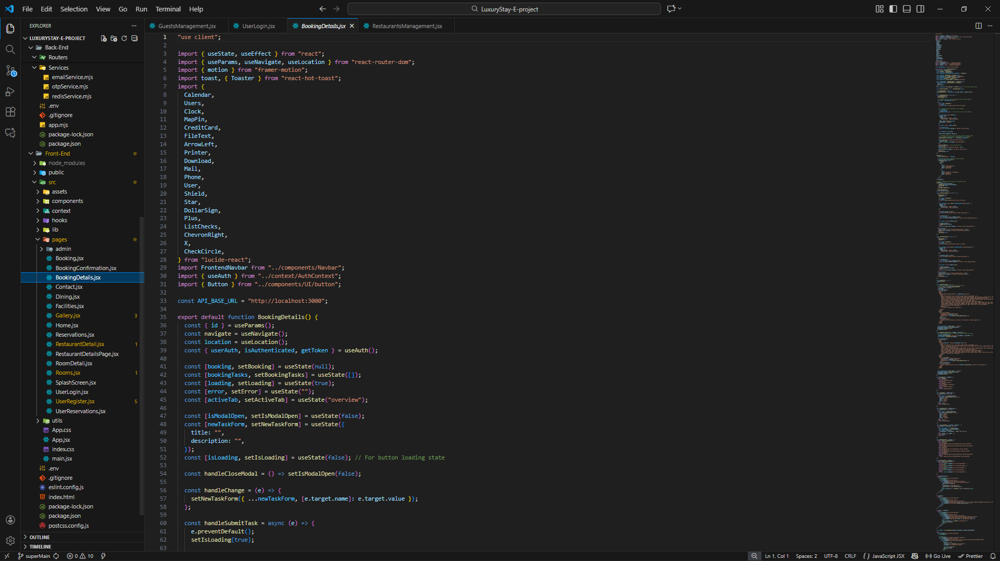 File Edit Selection View Go Run Terminal Help
LuxuryStay-E-project
EXPLORER
LUXURYSTAY-E-PROJECT
Back-End
Routers
Services
emailService.mjs
otpService.mjs
redisService.mjs
.env
.gitignore
app.mjs
package-lock.json
package.json
Front-End
node_modules
public
src
assets
components
context
hooks
lib
pages
admin
Booking.jsx
BookingConfirmation.jsx
BookingDetails.jsx
Contact.jsx
Dining.jsx
Facilities.jsx
Gallery.jsx 3
Home.jsx
Reservations.jsx
RestaurantDetail.jsx 1
RestaurantDetailsPage.jsx
RoomDetail.jsx
Rooms.jsx 1
SplashScreen.jsx
UserLogin.jsx
UserRegister.jsx 5
UserReservations.jsx
utils
App.css
App.jsx
index.css
main.jsx
.env
.gitignore
eslint.config.js
index.html
package-lock.json
package.json
postcss.config.js
OUTLINE
TIMELINE
GuestsManagement.jsx UserLogin.jsx BookingDetails.jsx RestaurantsManagement.jsx
1 "use client";
2
3 import { useState, useEffect } from "react";
4 import { useParams, useNavigate, useLocation } from "react-router-dom";
5 import { motion } from "framer-motion";
6 import toast, { Toaster } from "react-hot-toast";
7 import {
8 Calendar,
9 Users,
10 Clock,
11 MapPin,
12 CreditCard,
13 FileText,
14 ArrowLeft,
15 Printer,
16 Download,
17 Mail,
18 Phone,
19 User,
20 Shield,
21 Star,
22 DollarSign,
23 Plus,
24 ListChecks,
25 ChevronRight,
26 X,
27 CheckCircle,
28 } from "lucide-react";
29 import FrontendNavbar from "../components/Navbar";
30 import { useAuth } from "../context/AuthContext";
31 import { Button } from "../components/UI/button";
32
33 const API_BASE_URL = "http://localhost:3000";
34
35 export default function BookingDetails() {
36 const { id } = useParams();
37 const navigate = useNavigate();
38 const location = useLocation();
39 const { userAuth, isAuthenticated, getToken } = useAuth();
40
41 const [booking, setBooking] = useState(null);
42 const [bookingTasks, setBookingTasks] = useState([]);
43 const [loading, setLoading] = useState(true);
44 const [error, setError] = useState("");
45 const [activeTab, setActiveTab] = useState("overview");
46
47 const [isModalOpen, setIsModalOpen] = useState(false);
48 const [newTaskForm, setNewTaskForm] = useState({
49 title: "",
50 description: "",
51 });
52 const [isLoading, setIsLoading] = useState(false); // For button loading state
53
54 const handleCloseModal = () => setIsModalOpen(false);
55
56 const handleChange = (e) => {
57 setNewTaskForm({ ...newTaskForm, [e.target.name]: e.target.value });
58 };
59
60 const handleSubmitTask = async (e) => {
61 e.preventDefault();
62 setIsLoading(true);
63
superMain 0 10 Ln 1, Col 1 Spaces: 2 UTF-8 CRLF { } JavaScript JSX Go Live Prettier